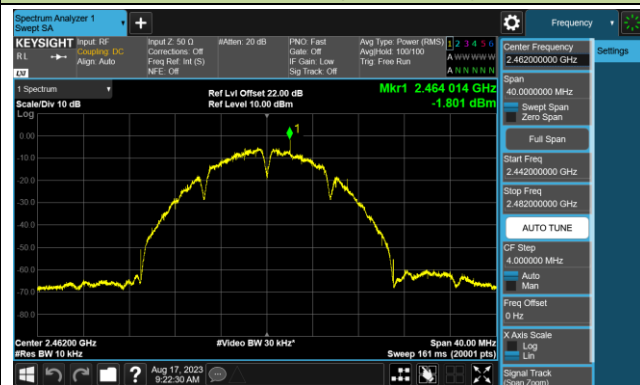 Spectrum Analyzer 1
Swept SA
+
Frequency
KEYSIGHT
Input: RF
Input Z: 50 Ω
#Atten: 20 dB
PNO: Fast
Avg Type: Power (RMS)
1 2 3 4 5 6
RL
Coupling: DC
Corrections: Off
Gate: Off
Avg|Hold: 100/100
A W W W W W
Align: Auto
Freq Ref: Int (S)
IF Gain: Low
Trig: Free Run
NFE: Off
Sig Track: Off
A N N N N N
LXI
1 Spectrum
Ref Lvl Offset 22.00 dB
Mkr1 2.464 014 GHz
Scale/Div 10 dB
Ref Level 10.00 dBm
-1.801 dBm
Log
1
0.00
-10.0
-20.0
-30.0
-40.0
-50.0
-60.0
-70.0
-80.0
Center 2.46200 GHz
#Video BW 30 kHz*
Span 40.00 MHz
#Res BW 10 kHz
Sweep 161 ms (20001 pts)
Center Frequency
2.462000000 GHz
Settings
Span
40.0000000 MHz
Swept Span
Zero Span
Full Span
Start Freq
2.442000000 GHz
Stop Freq
2.482000000 GHz
AUTO TUNE
CF Step
4.000000 MHz
Auto
Man
Freq Offset
0 Hz
X Axis Scale
Log
Lin
Signal Track
(Span Zoom)
?
Aug 17, 2023
9:22:30 AM